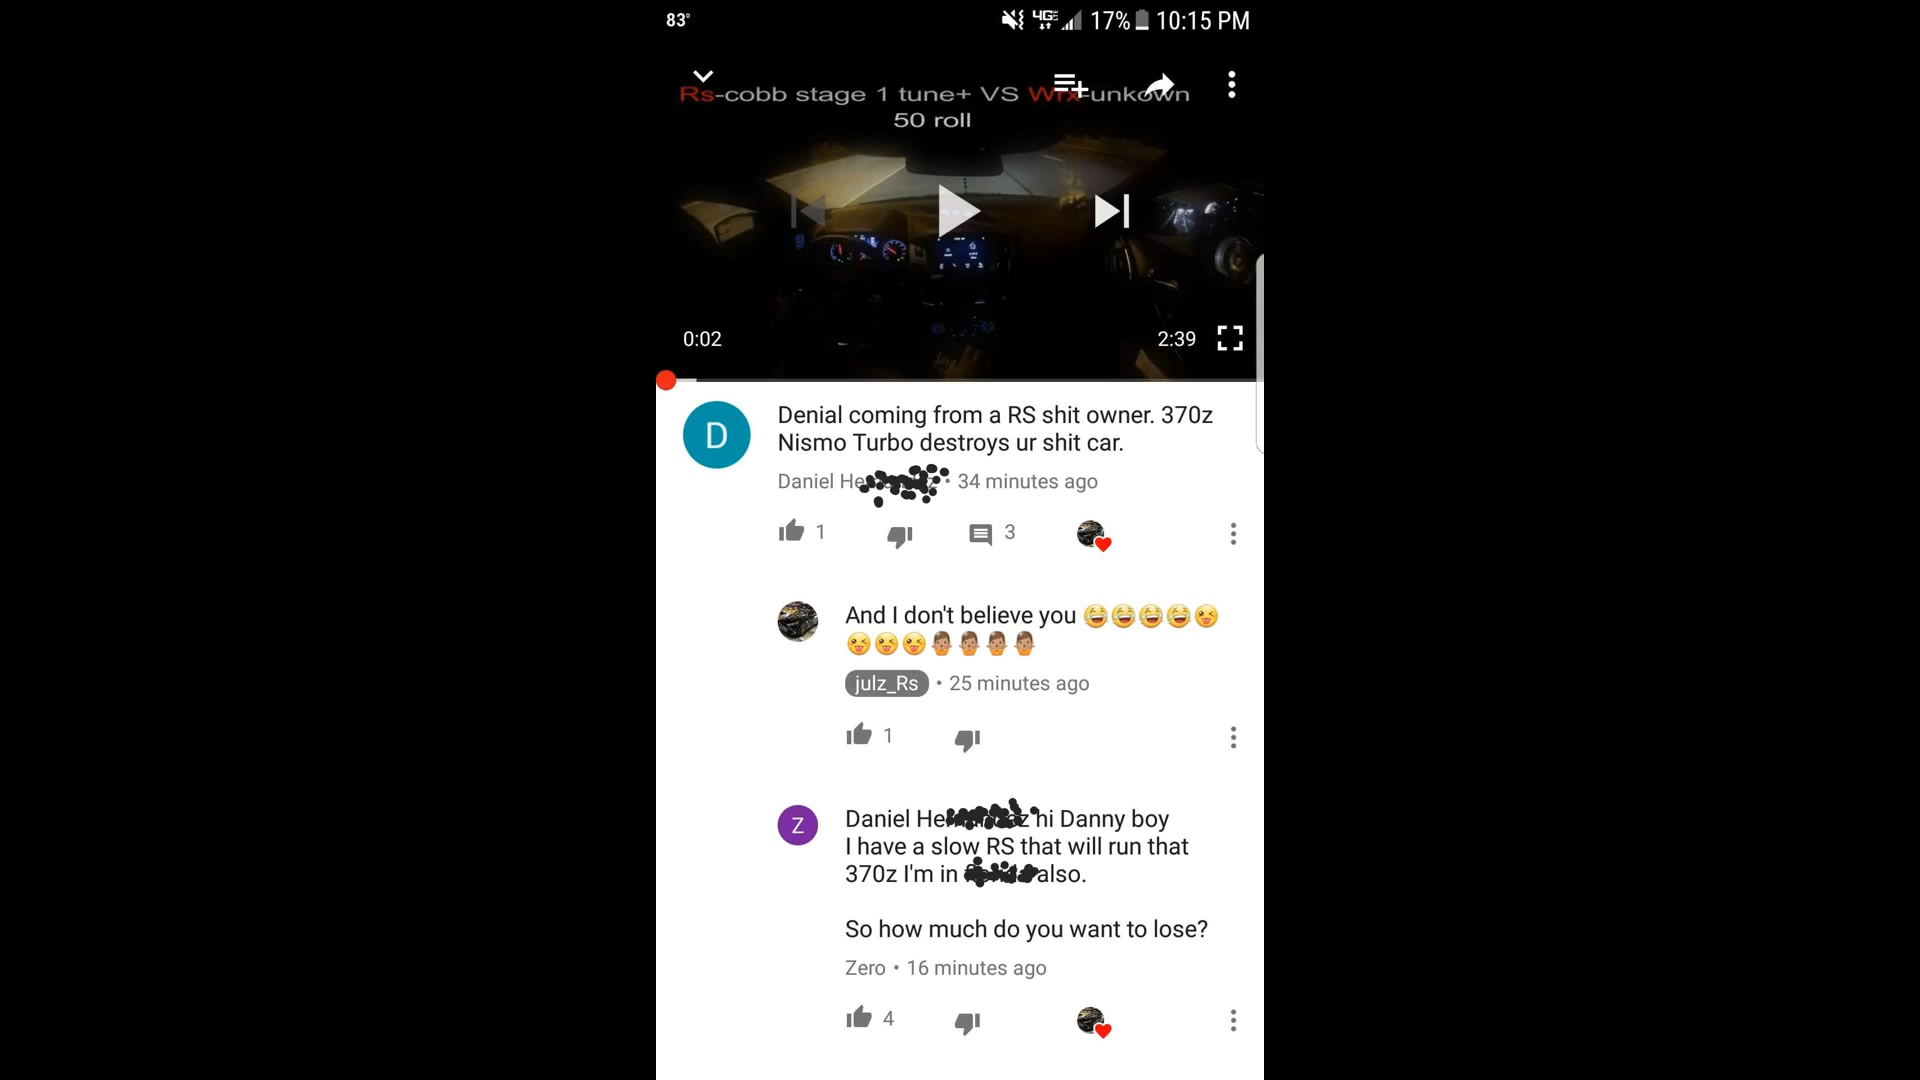 83°
17% 10:15 PM
Rs-cobb stage 1 tune+ VS Wrx-unkown
50 roll
0:02
2:39
D
Denial coming from a RS shit owner. 370z
Nismo Turbo destroys ur shit car.
Daniel He • 34 minutes ago
1
3
And I don't believe you 😂😂😂😂😜
😜😜😜🙅🏽🙅🏽🙅🏽🙅🏽
julz_Rs • 25 minutes ago
1
Z
Daniel He hi Danny boy
I have a slow RS that will run that
370z I'm in also.
So how much do you want to lose?
Zero • 16 minutes ago
4